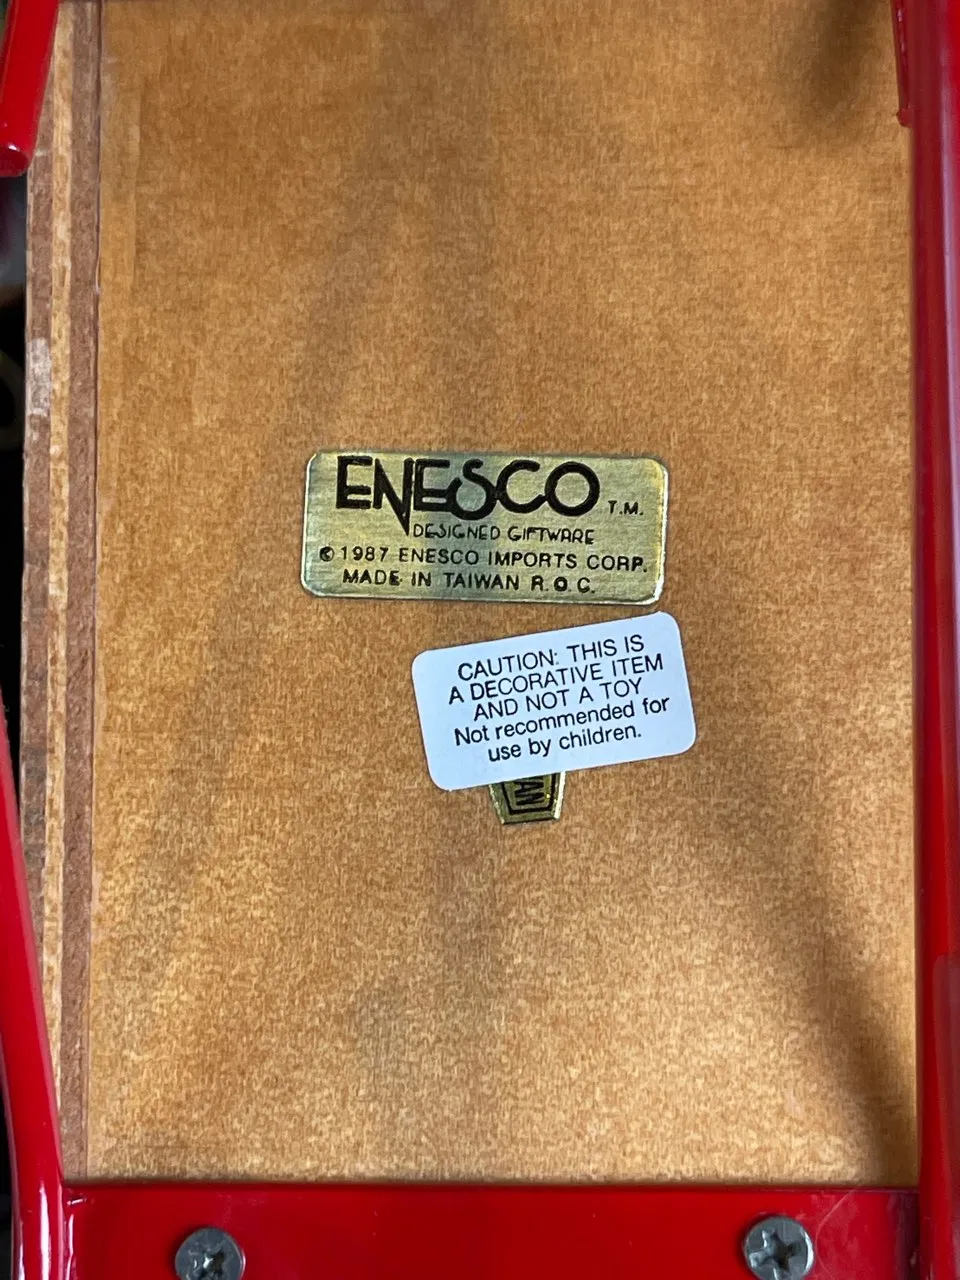 ENESCO T.M.
DESIGNED GIFTWARE
© 1987 ENESCO IMPORTS CORP.
MADE IN TAIWAN R.O.C.
CAUTION: THIS IS
A DECORATIVE ITEM
AND NOT A TOY
Not recommended for
use by children.